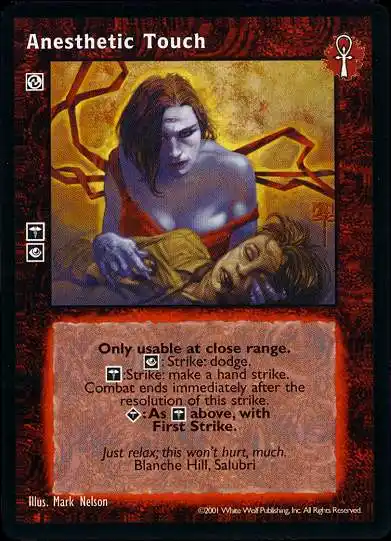 Anesthetic Touch
Only usable at close range.
: Strike: dodge.
:Strike: make a hand strike.
Combat ends immediately after the
resolution of this strike.
:As above, with
First Strike.
Just relax; this won't hurt, much.
Blanche Hill, Salubri
Illus. Mark Nelson
©2001 White Wolf Publishing, Inc. All Rights Reserved.